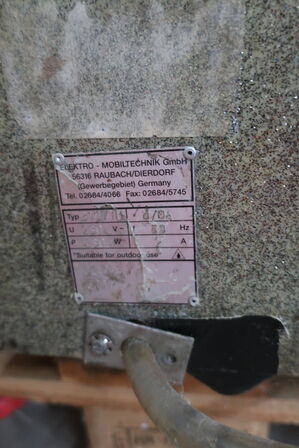 ELEKTRO - MOBILTECHNIK GmbH
56316 RAUBACH/DIERDORF
(Gewerbegebiet) Germany
Tel. 02684/4066 Fax: 02684/5745
Typ
U V~ Hz
P W A
"Suitable for outdoor use"